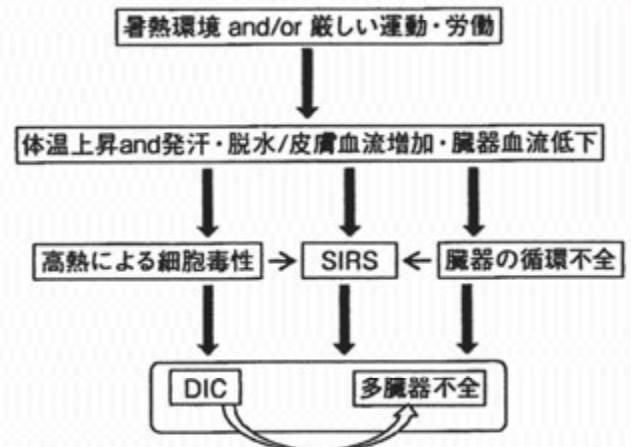 暑熱環境 and/or 厳しい運動・労働
体温上昇and発汗・脱水/皮膚血流増加・臓器血流低下
高熱による細胞毒性
SIRS
臓器の循環不全
DIC
多臓器不全